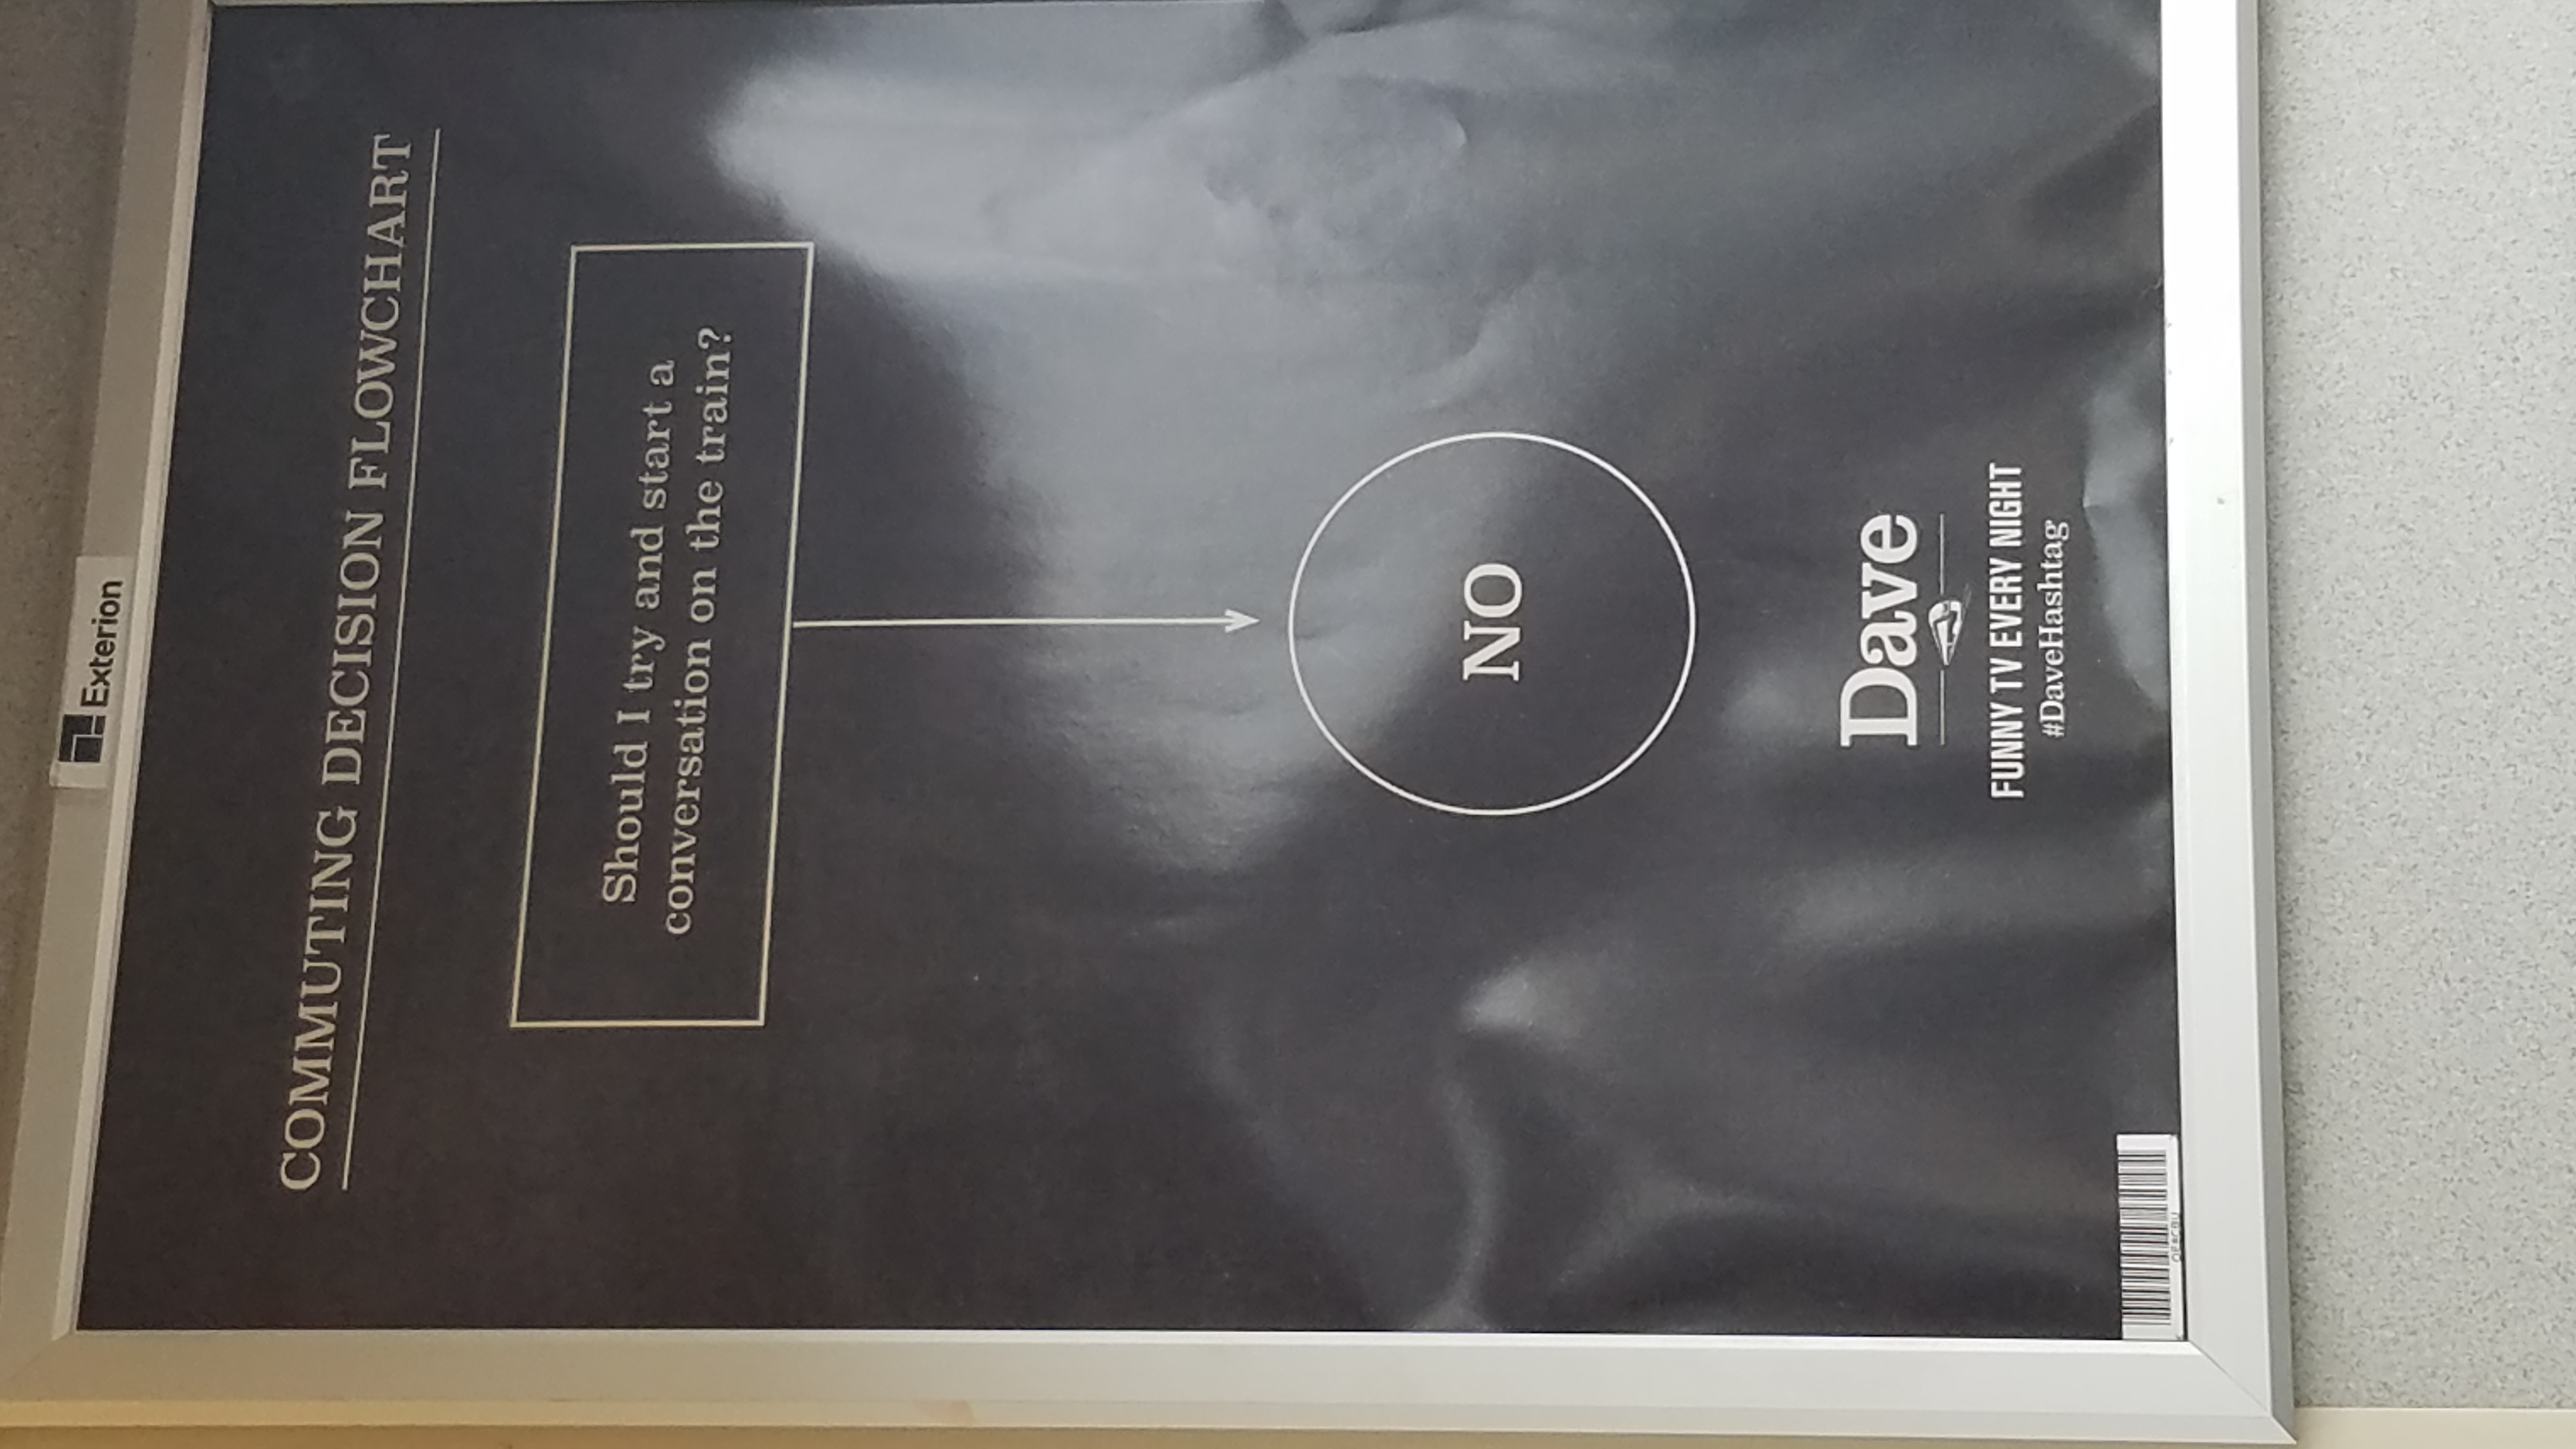 Exterion
COMMUTING DECISION FLOWCHART
Should I try and start a
conversation on the train?
NO
Dave
FUNNY TV EVERY NIGHT
#DaveHashtag